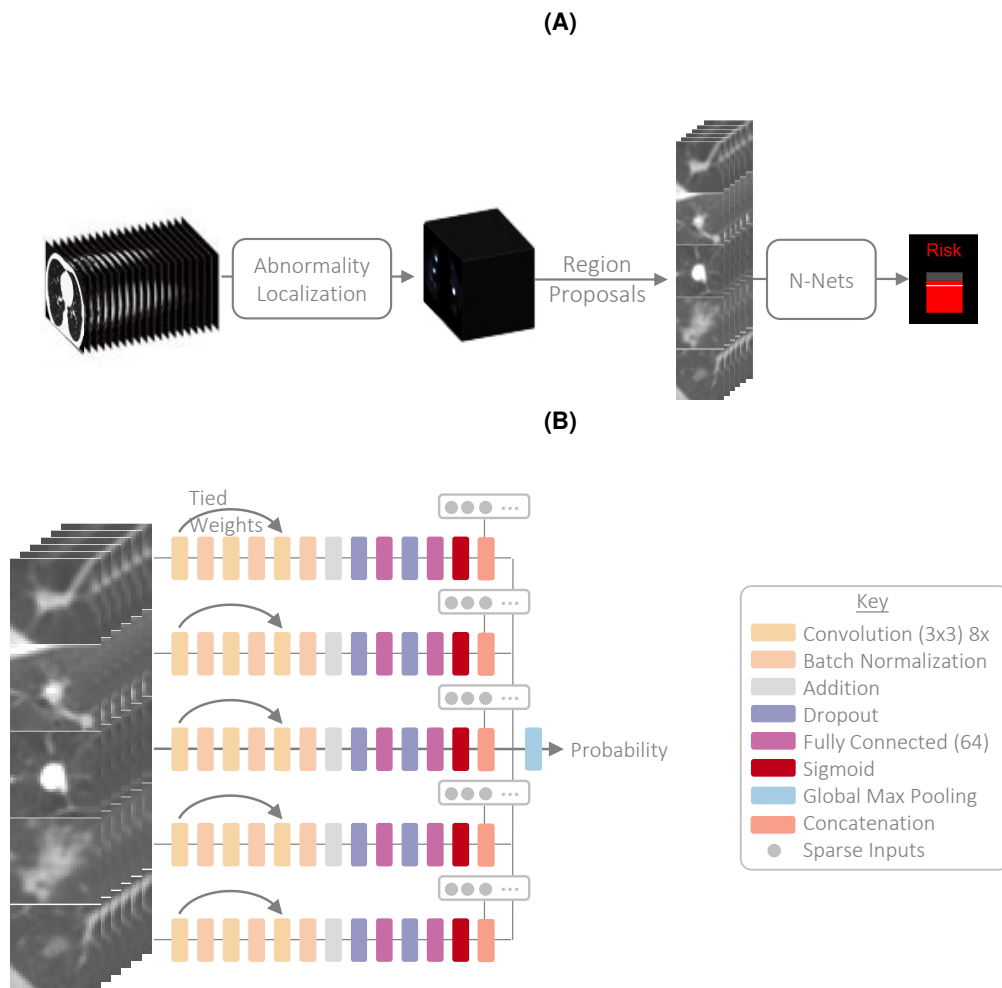 (A)
Abnormality
Localization
Region
Proposals
N-Nets
Risk
(B)
Tied
Weights
...
...
...
...
...
Probability
Key
Convolution (3x3) 8x
Batch Normalization
Addition
Dropout
Fully Connected (64)
Sigmoid
Global Max Pooling
Concatenation
Sparse Inputs